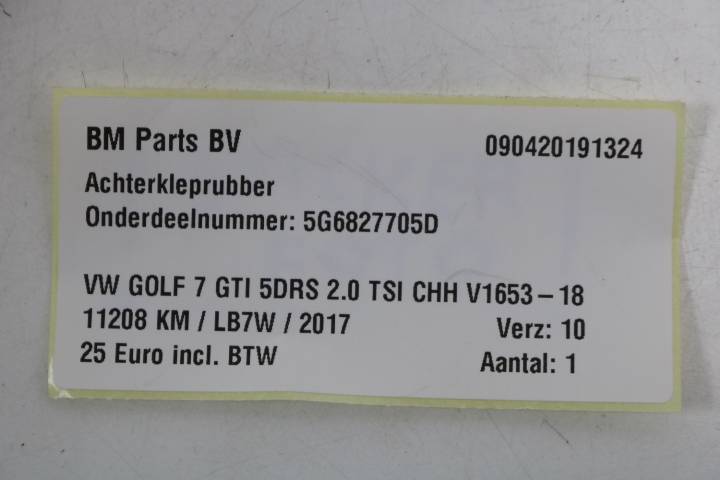 BM Parts BV 090420191324
Achterkleprubber
Onderdeelnummer: 5G6827705D
VW GOLF 7 GTI 5DRS 2.0 TSI CHH V1653-18
11208 KM / LB7W / 2017 Verz: 10
25 Euro incl. BTW Aantal: 1